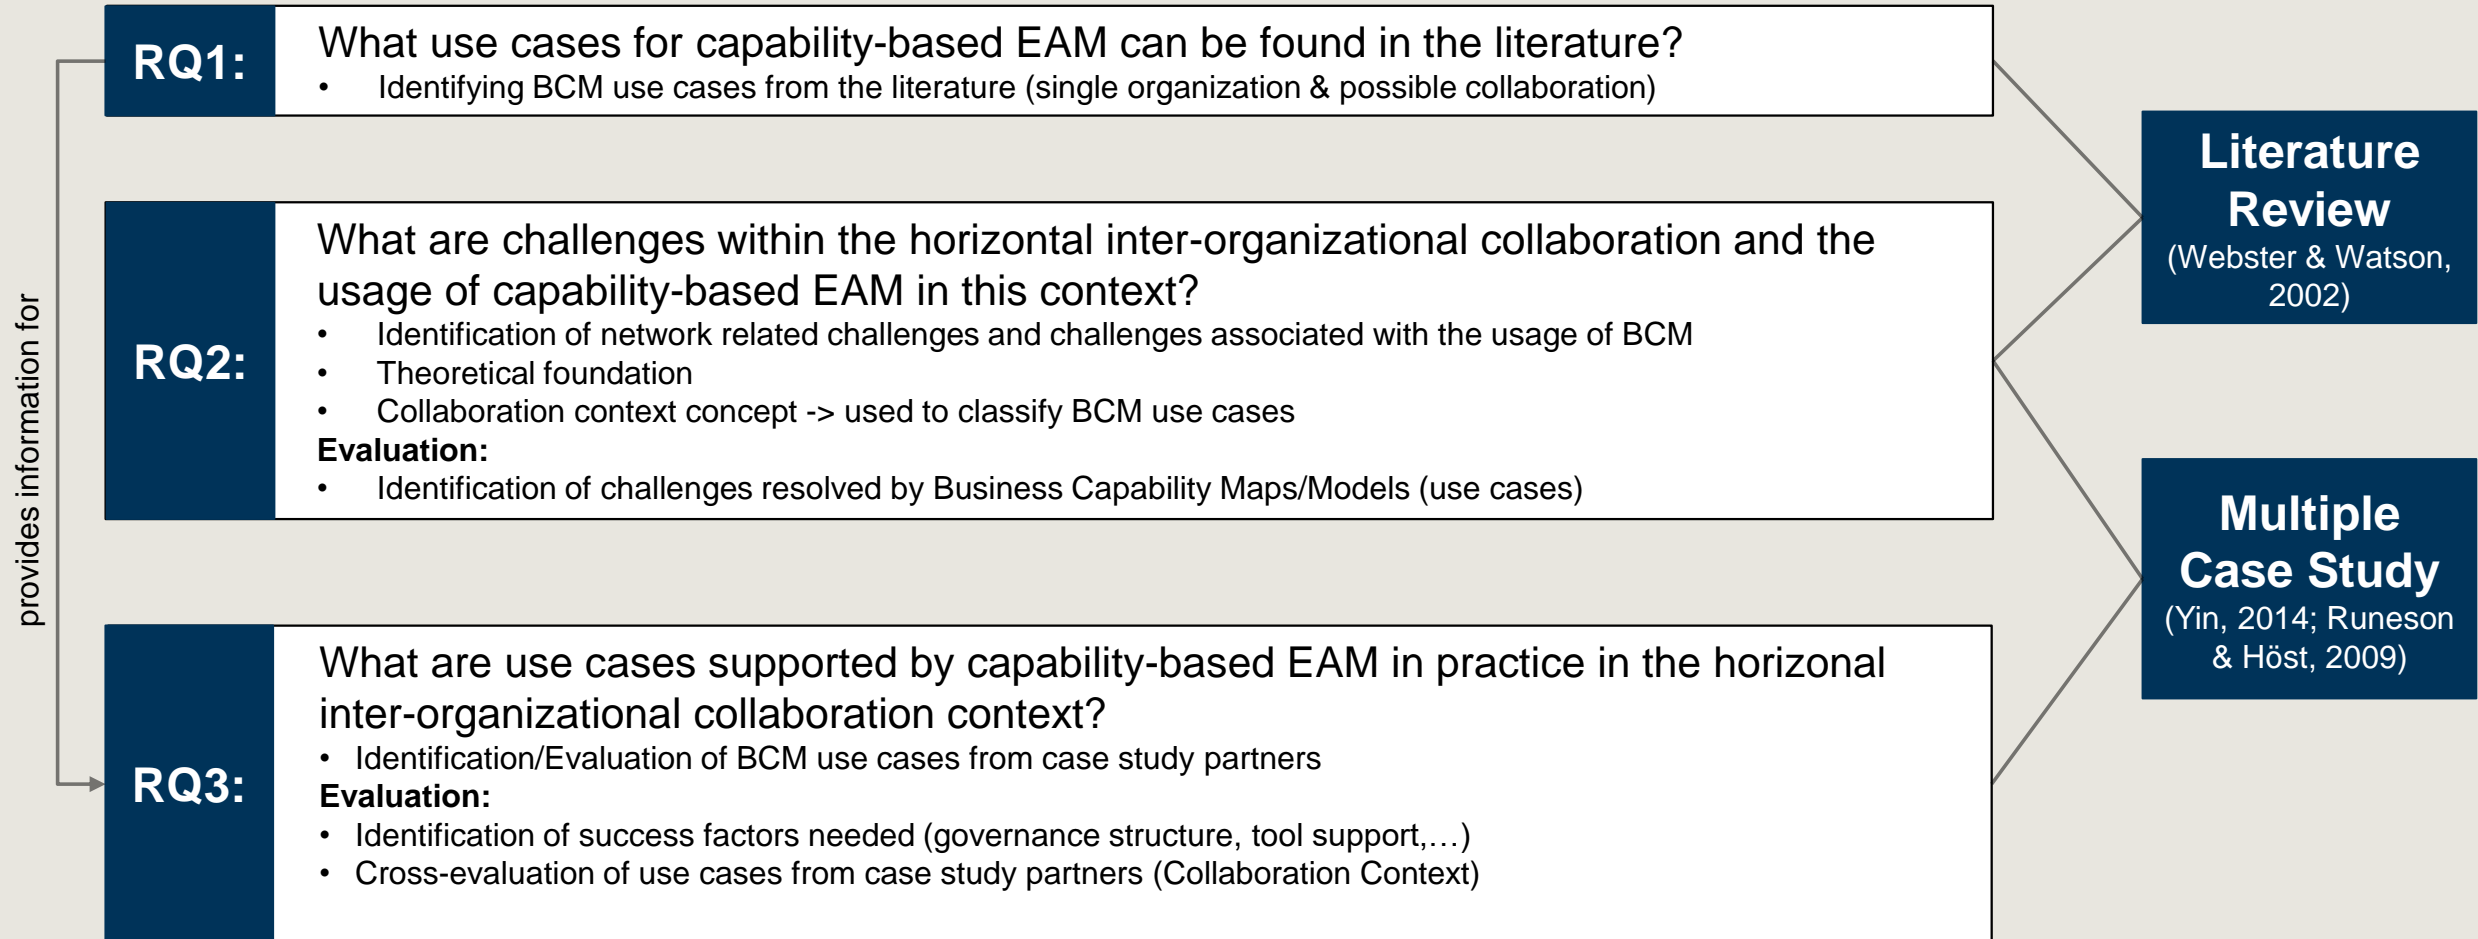 provides information for
RQ1:
What use cases for capability-based EAM can be found in the literature?
• Identifying BCM use cases from the literature (single organization & possible collaboration)
RQ2:
What are challenges within the horizontal inter-organizational collaboration and the
usage of capability-based EAM in this context?
• Identification of network related challenges and challenges associated with the usage of BCM
• Theoretical foundation
• Collaboration context concept -> used to classify BCM use cases
Evaluation:
• Identification of challenges resolved by Business Capability Maps/Models (use cases)
RQ3:
What are use cases supported by capability-based EAM in practice in the horizonal
inter-organizational collaboration context?
• Identification/Evaluation of BCM use cases from case study partners
Evaluation:
• Identification of success factors needed (governance structure, tool support,…)
• Cross-evaluation of use cases from case study partners (Collaboration Context)
Literature
Review
(Webster & Watson,
2002)
Multiple
Case Study
(Yin, 2014; Runeson
& Höst, 2009)